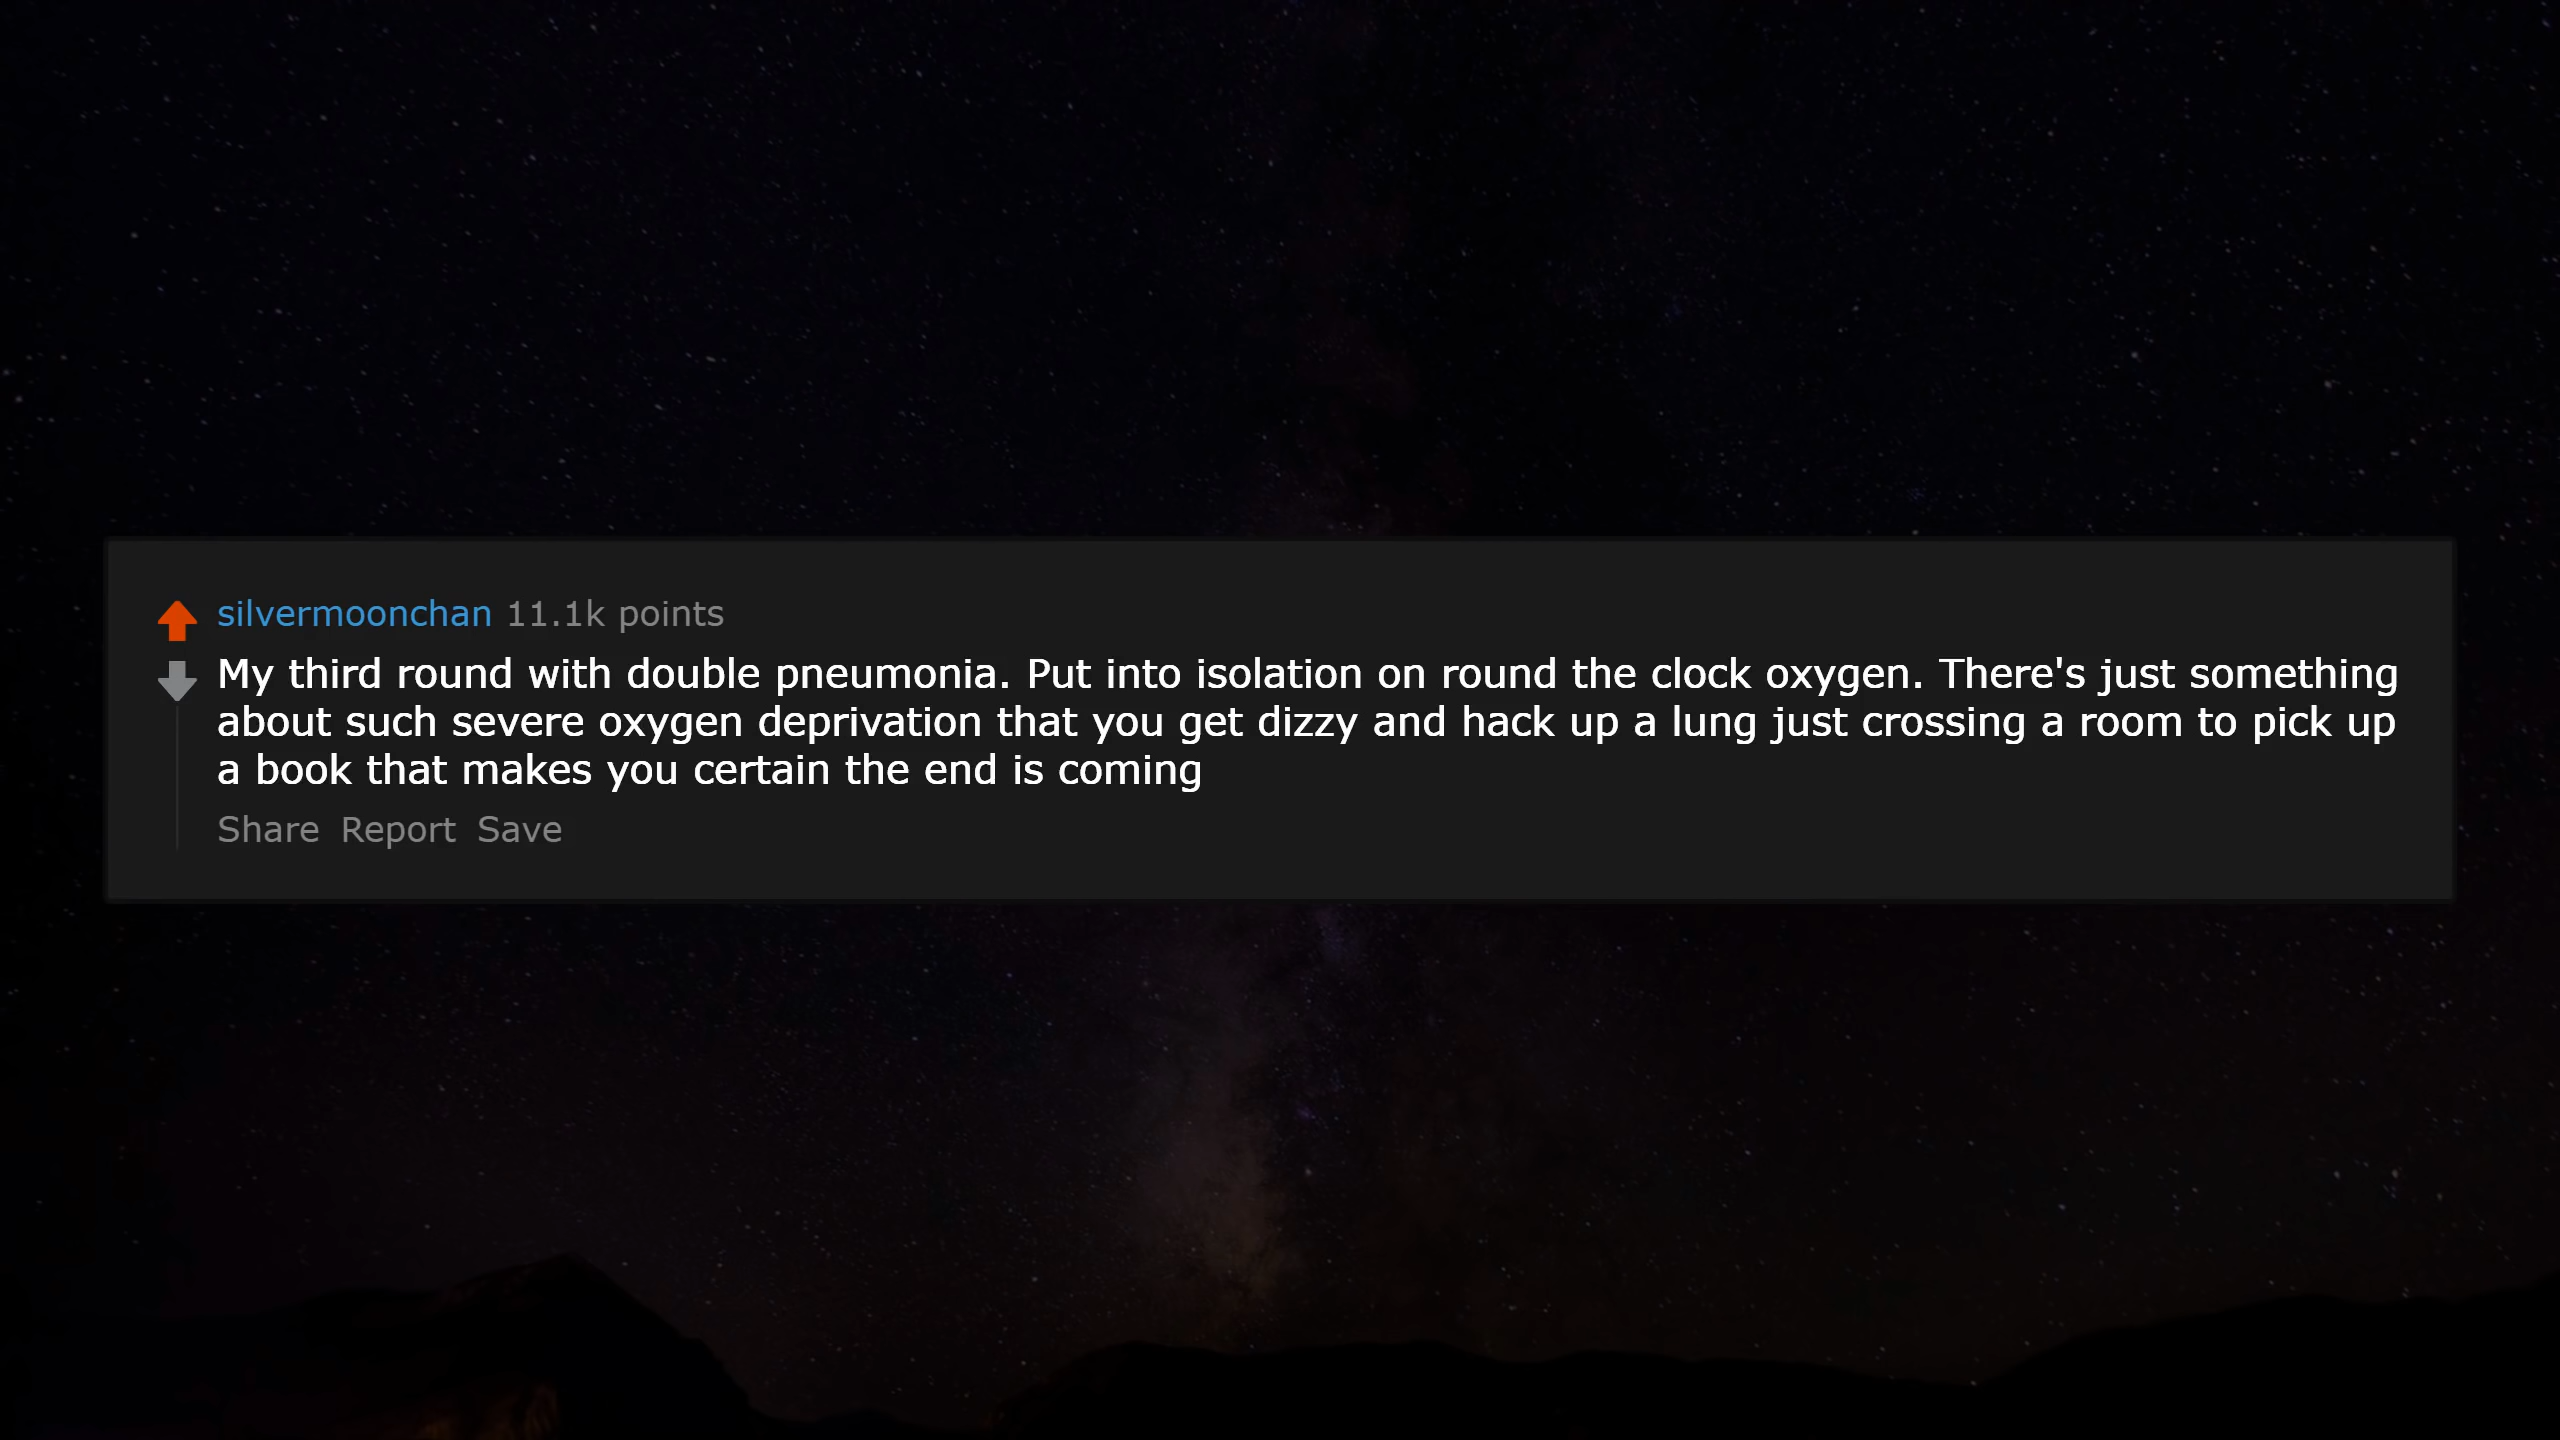 silvermoonchan 11.1k points
My third round with double pneumonia. Put into isolation on round the clock oxygen. There's just something
about such severe oxygen deprivation that you get dizzy and hack up a lung just crossing a room to pick up
a book that makes you certain the end is coming
Share Report Save